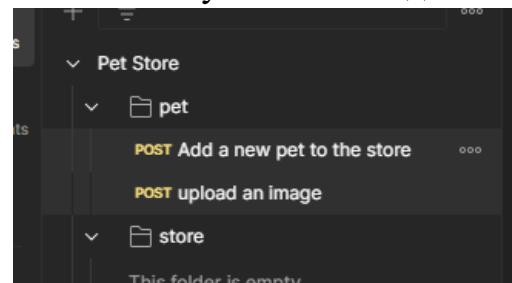 Pet Store
pet
POST Add a new pet to the store
POST upload an image
store
This folder is empty